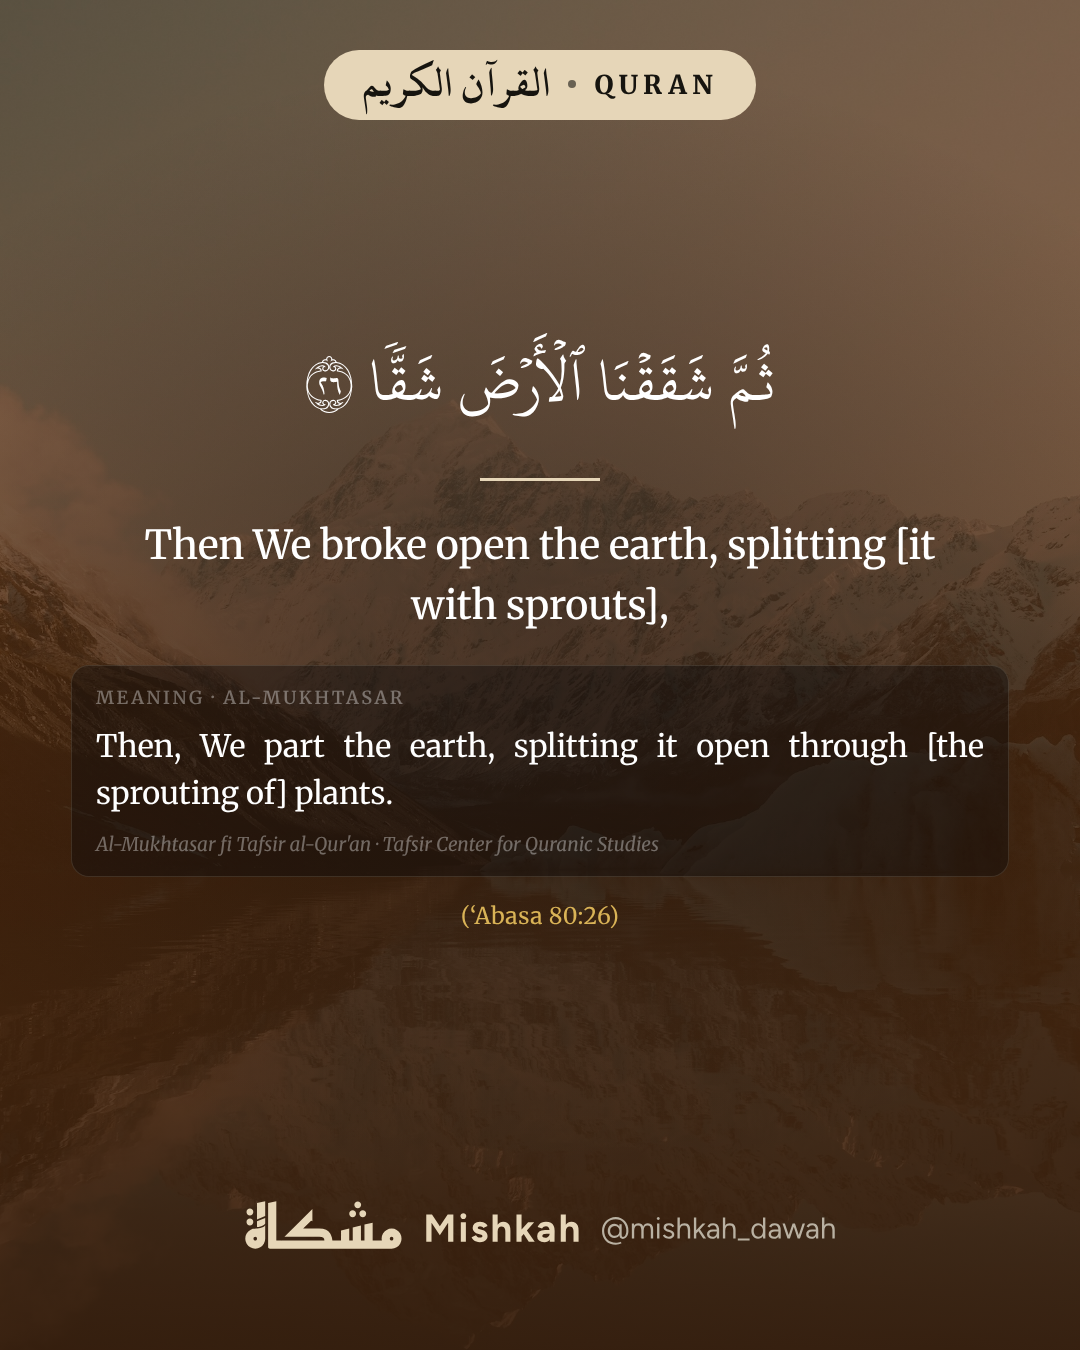 القرآن الكريم • QURAN
ثُمَّ شَقَقۡنَا ٱلۡأَرۡضَ شَقّٗا ٢٦
Then We broke open the earth, splitting [it
with sprouts],
MEANING · AL-MUKHTASAR
Then, We part the earth, splitting it open through [the
sprouting of] plants.
Al-Mukhtasar fi Tafsir al-Qur'an · Tafsir Center for Quranic Studies
(‘Abasa 80:26)
مشكاة Mishkah @mishkah_dawah